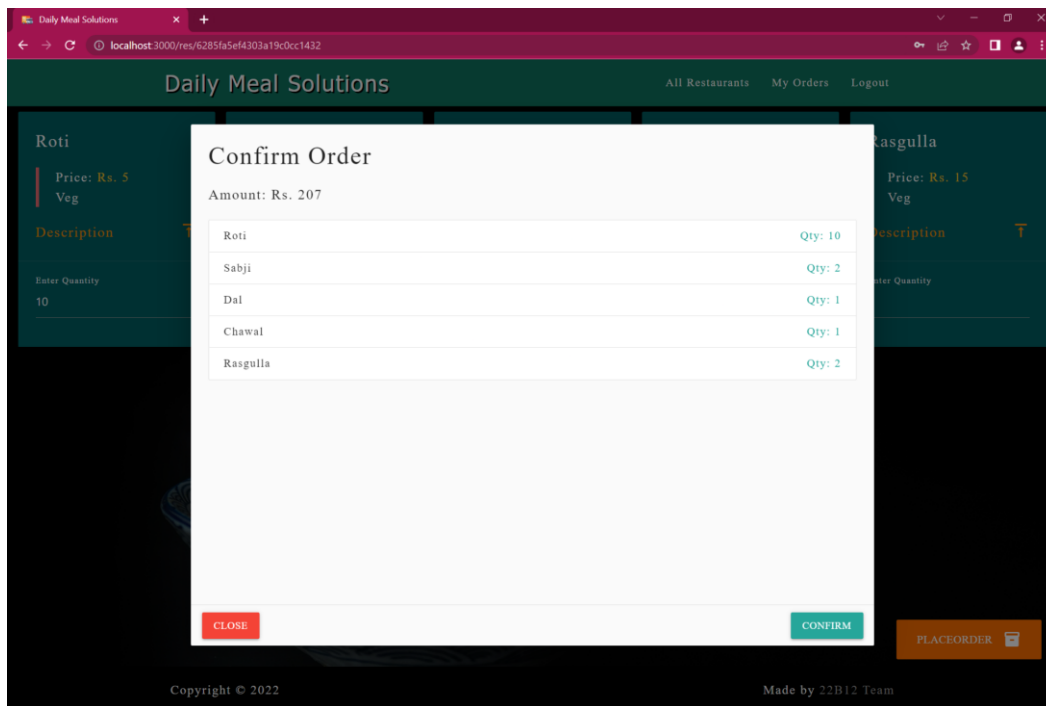 Daily Meal Solutions
localhost:3000/res/6285fa5ef4303a19c0cc1432
Daily Meal Solutions
All Restaurants My Orders Logout
Roti
Price: Rs. 5
Veg
Description
Enter Quantity
10
Confirm Order
Amount: Rs. 207
Roti Qty: 10
Sabji Qty: 2
Dal Qty: 1
Chawal Qty: 1
Rasgulla Qty: 2
CLOSE CONFIRM
Rasgulla
Price: Rs. 15
Veg
Description
Enter Quantity
PLACEORDER
Copyright © 2022 Made by 22B12 Team